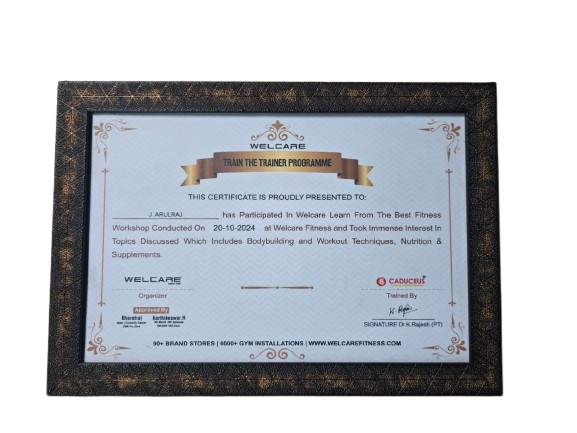 WELCARE
TRAIN THE TRAINER PROGRAMME
THIS CERTIFICATE IS PROUDLY PRESENTED TO:
J. ARULRAJ has Participated In Welcare Learn From The Best Fitness
Workshop Conducted On 20-10-2024 at Welcare Fitness and Took Immense Interest In
Topics Discussed Which Includes Bodybuilding and Workout Techniques, Nutrition &
Supplements.
WELCARE
Organizer
Approved By
Bharatraj
Karthikeswar.R
CADUCEUS
Trained By
SIGNATURE Dr.K.Rajesh (PT)
90+ BRAND STORES | 6000+ GYM INSTALLATIONS | WWW.WELCAREFITNESS.COM